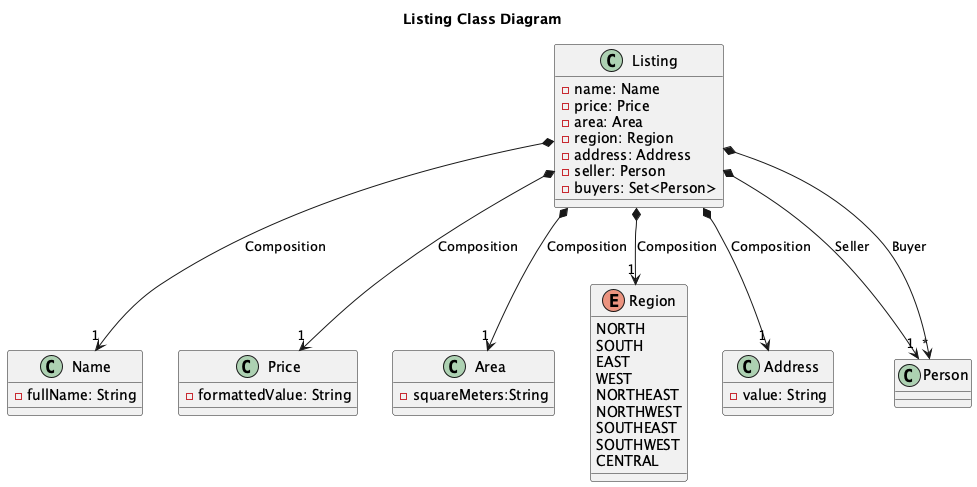 Listing Class Diagram
C Listing
name: Name
price: Price
area: Area
region: Region
address: Address
seller: Person
buyers: Set<Person>
Composition
Composition
Composition
Composition
Composition
Seller
Buyer
1
1
1
1
1
1
*
C Name
fullName: String
C Price
formattedValue: String
C Area
squareMeters:String
E Region
NORTH
SOUTH
EAST
WEST
NORTHEAST
NORTHWEST
SOUTHEAST
SOUTHWEST
CENTRAL
C Address
value: String
C Person